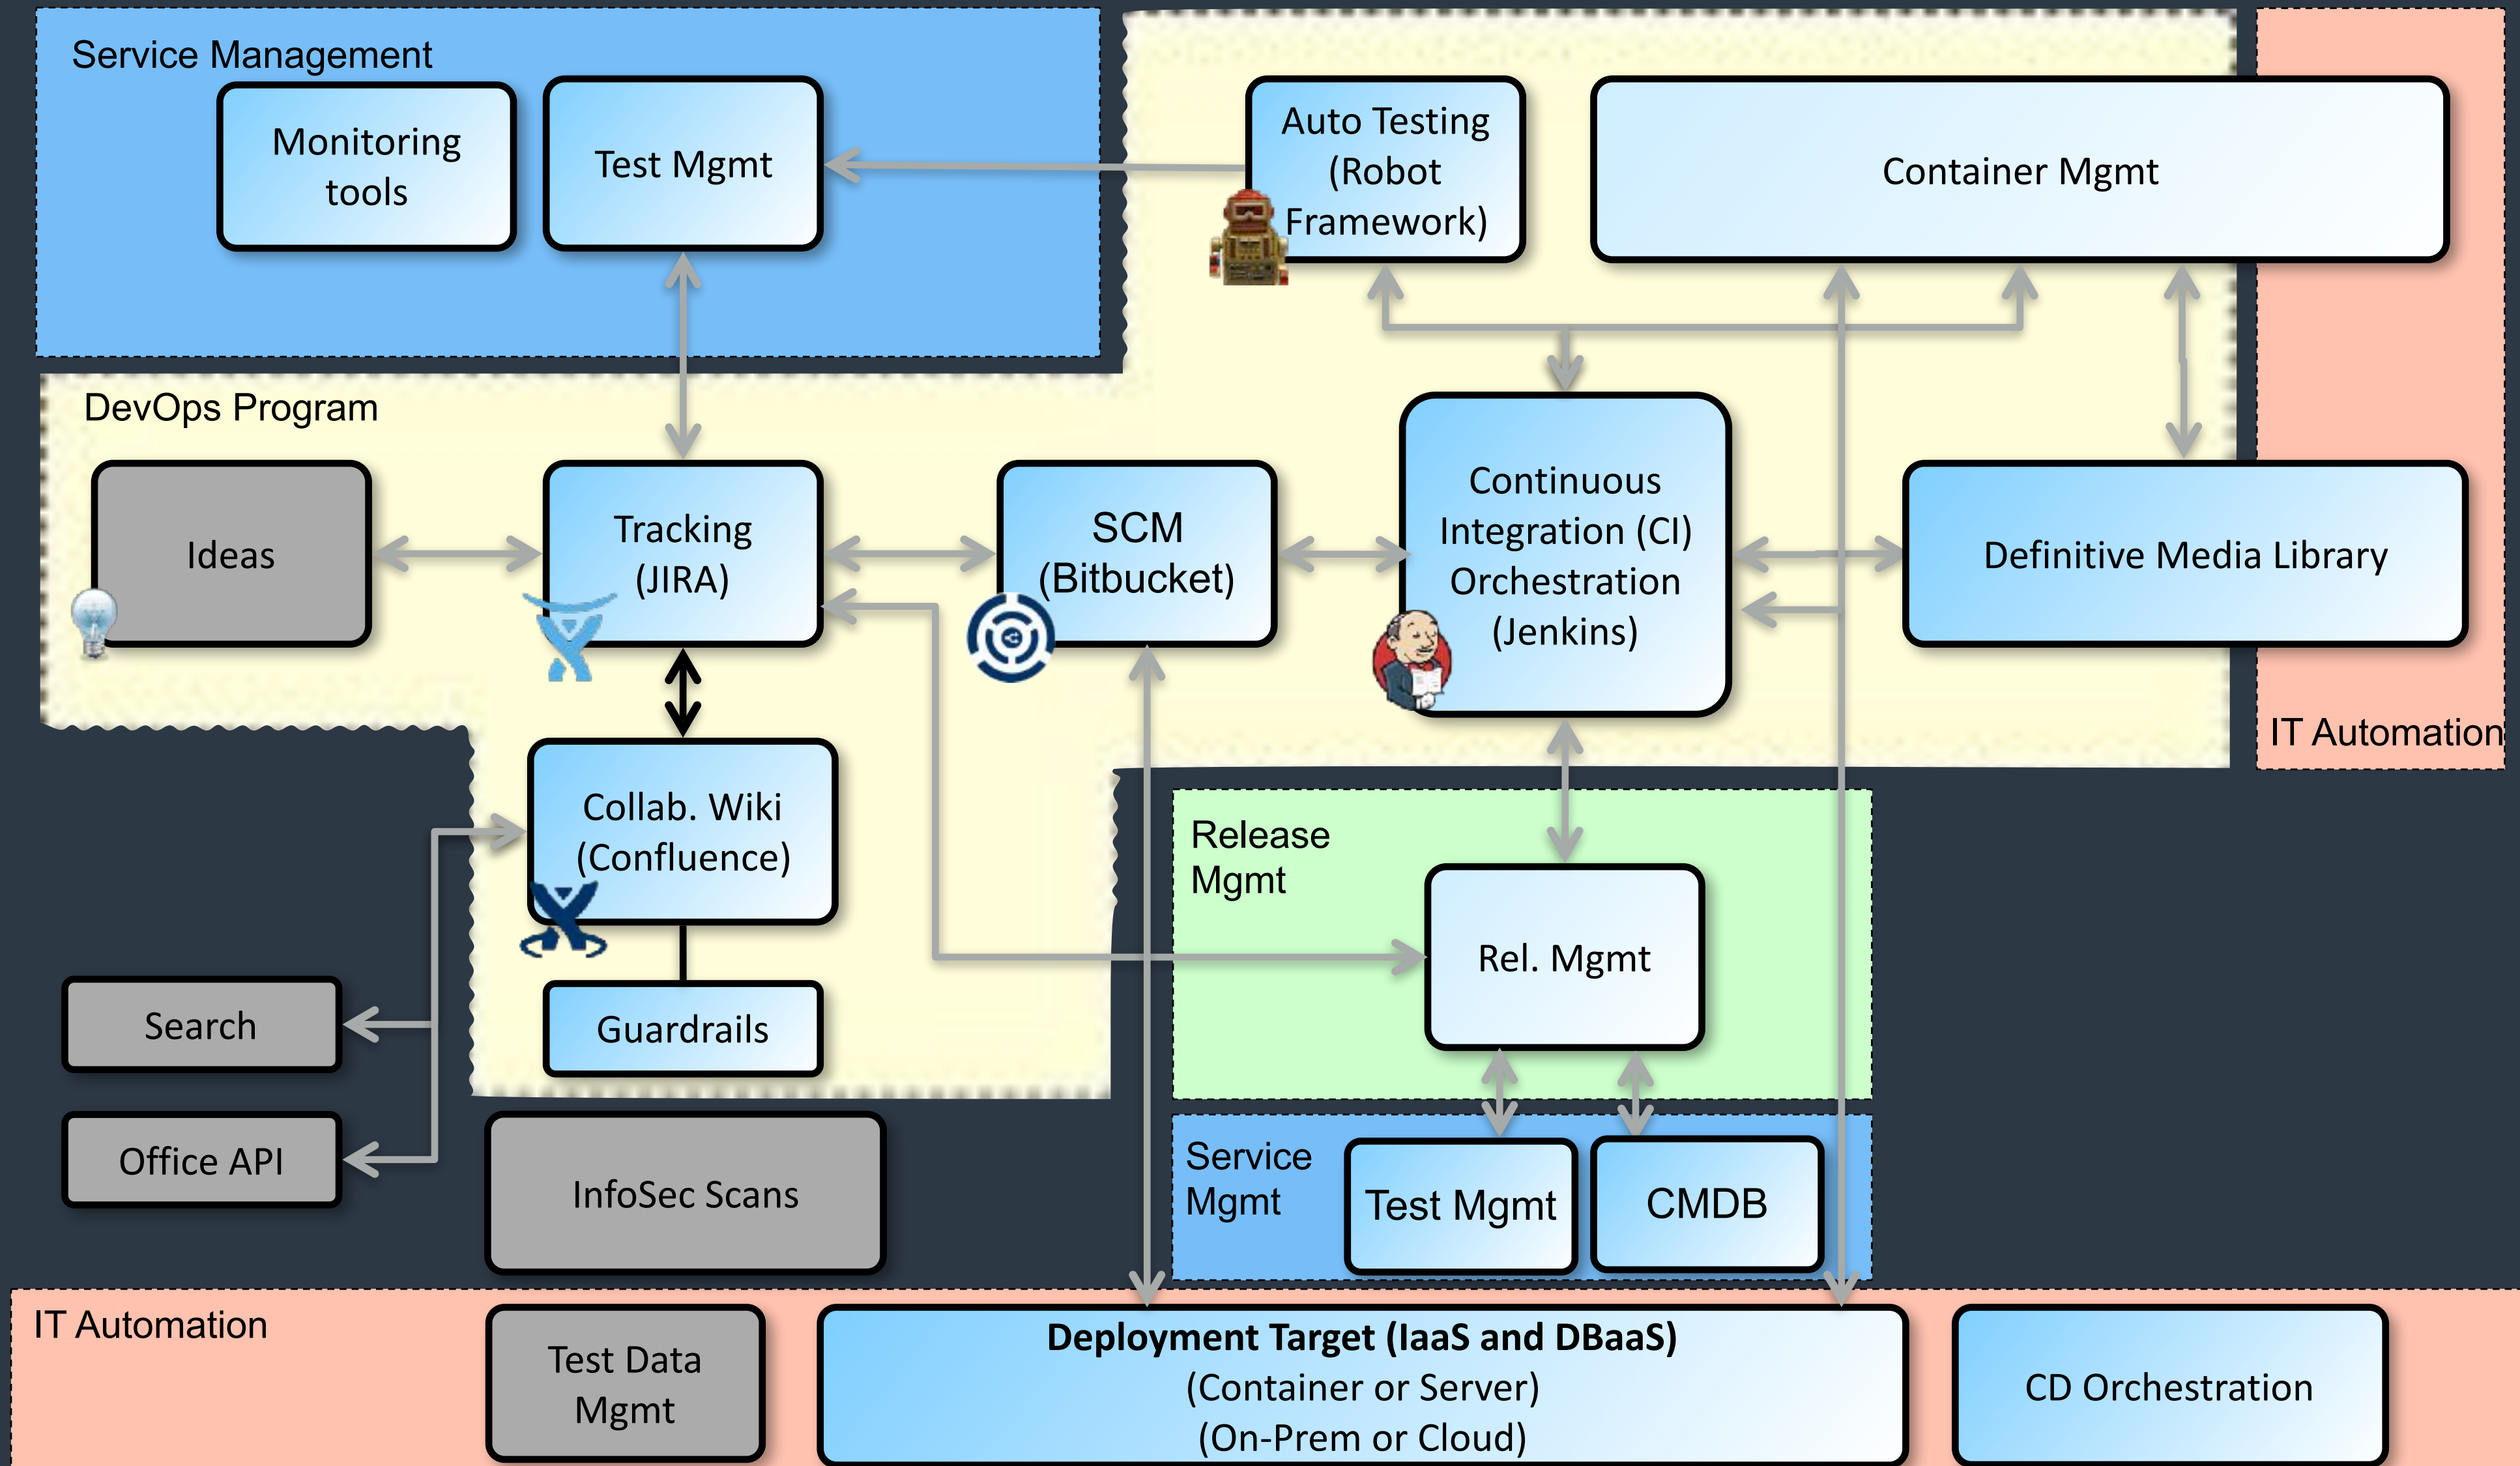 Service Management
Monitoring
tools
Test Mgmt
Auto Testing
(Robot
Framework)
Container Mgmt
DevOps Program
Ideas
Tracking
(JIRA)
SCM
(Bitbucket)
Continuous
Integration (CI)
Orchestration
(Jenkins)
Definitive Media Library
IT Automation
Collab. Wiki
(Confluence)
Guardrails
Release
Mgmt
Rel. Mgmt
Search
Office API
InfoSec Scans
Service
Mgmt
Test Mgmt
CMDB
IT Automation
Test Data
Mgmt
Deployment Target (IaaS and DBaaS)
(Container or Server)
(On-Prem or Cloud)
CD Orchestration